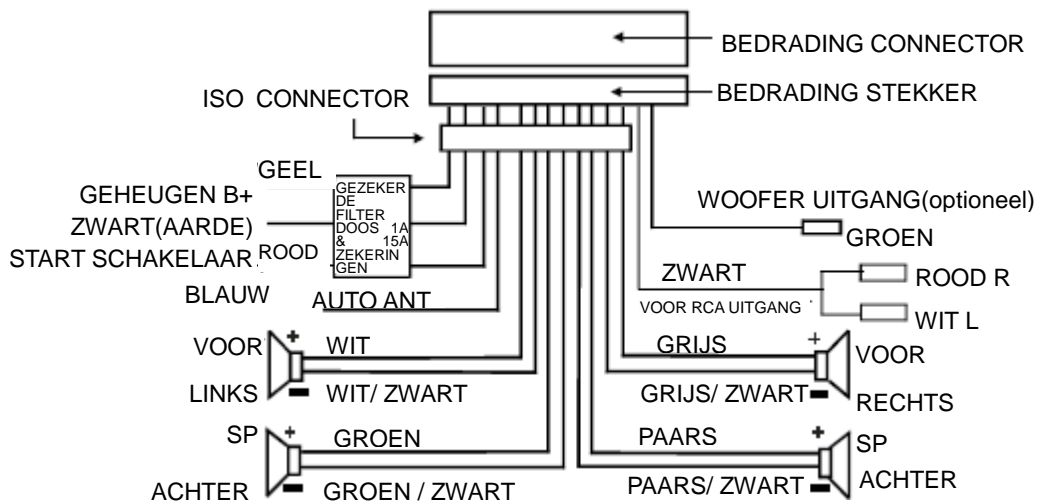 BEDRADING CONNECTOR
BEDRADING STEKKER
ISO CONNECTOR
GEEL
GEHEUGEN B+
ZWART(AARDE)
START SCHAKELAAR
ROOD
BLAUW
AUTO ANT
GEZEKER
DE
FILTER
DOOS 1A
& 15A
ZEKERIN
GEN
WOOFER UITGANG(optioneel)
GROEN
ZWART
VOOR RCA UITGANG
ROOD R
WIT L
VOOR
LINKS
+
WIT
WIT/ ZWART
GRIJS
GRIJS/ ZWART
+
VOOR
RECHTS
SP
ACHTER
+
GROEN
GROEN / ZWART
PAARS
PAARS/ ZWART
+
SP
ACHTER